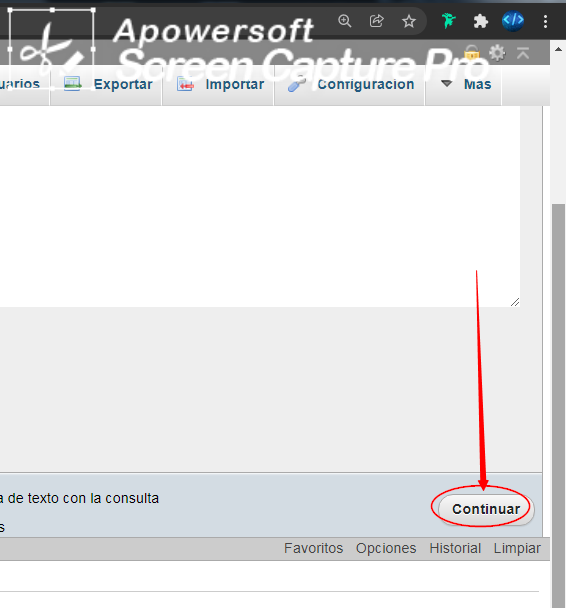 Apowersoft
Screen Capture Pro
uarios Exportar Importar Configuracion Mas
a de texto con la consulta
s
Continuar
Favoritos Opciones Historial Limpiar